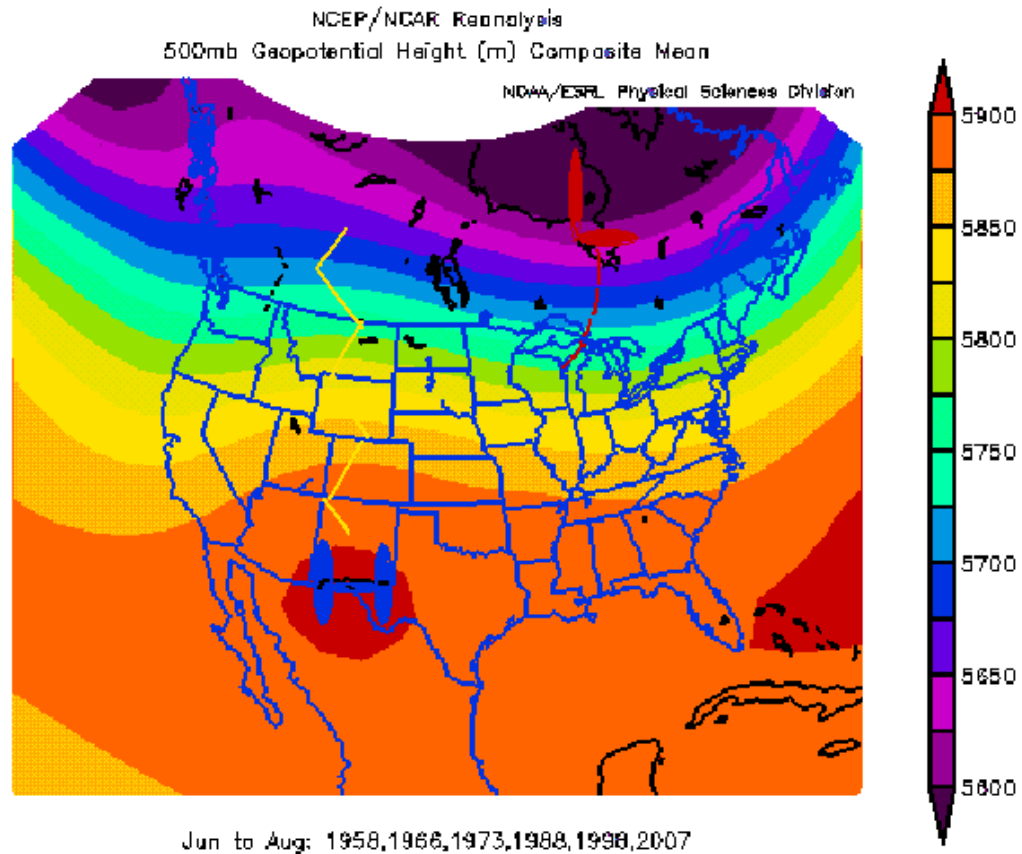 NCEP/NCAR Reanalysis
500mb Geopotential Height (m) Composite Mean
NOAA/ESRL Physical Sciences Division
5900
5850
5800
5750
5700
5650
5600
Jun to Aug: 1958,1966,1973,1988,1998,2007